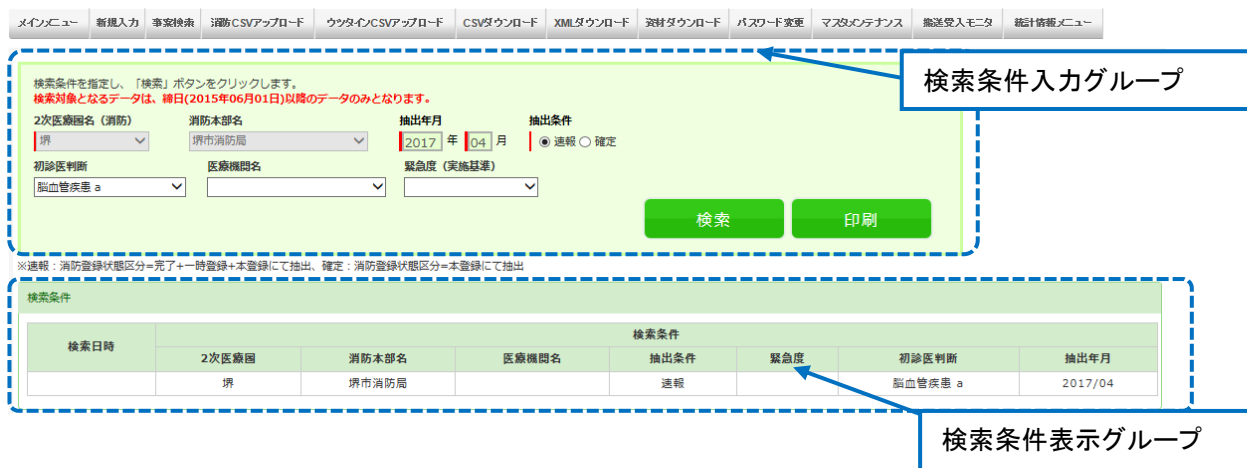 メインメニュー 新規入力 事案検索 消防CSVアップロード ウツタインCSVアップロード CSVダウンロード XMLダウンロード 資材ダウンロード パスワード変更 マスタメンテナンス 搬送受入モニタ 統計情報メニュー
検索条件入力グループ
検索条件を指定し、「検索」ボタンをクリックします。
検索対象となるデータは、締日(2015年06月01日)以降のデータのみとなります。
2次医療圏名（消防） 消防本部名 抽出年月 抽出条件
堺 堺市消防局 2017 年 04 月 速報 確定
初診医判断 医療機関名 緊急度（実施基準）
脳血管疾患 a
検索 印刷
※速報：消防登録状態区分=完了+一時登録+本登録にて抽出、確定：消防登録状態区分=本登録にて抽出
検索条件
検索日時 検索条件
2次医療圏 消防本部名 医療機関名 抽出条件 緊急度 初診医判断 抽出年月
堺 堺市消防局 速報 脳血管疾患 a 2017/04
検索条件表示グループ